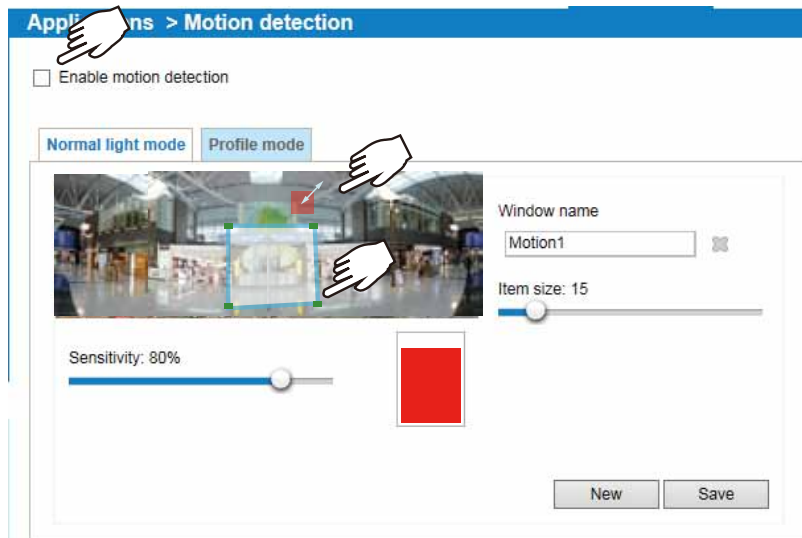 Applications > Motion detection
Enable motion detection
Normal light mode
Profile mode
Window name
Motion1
Item size: 15
Sensitivity: 80%
New
Save